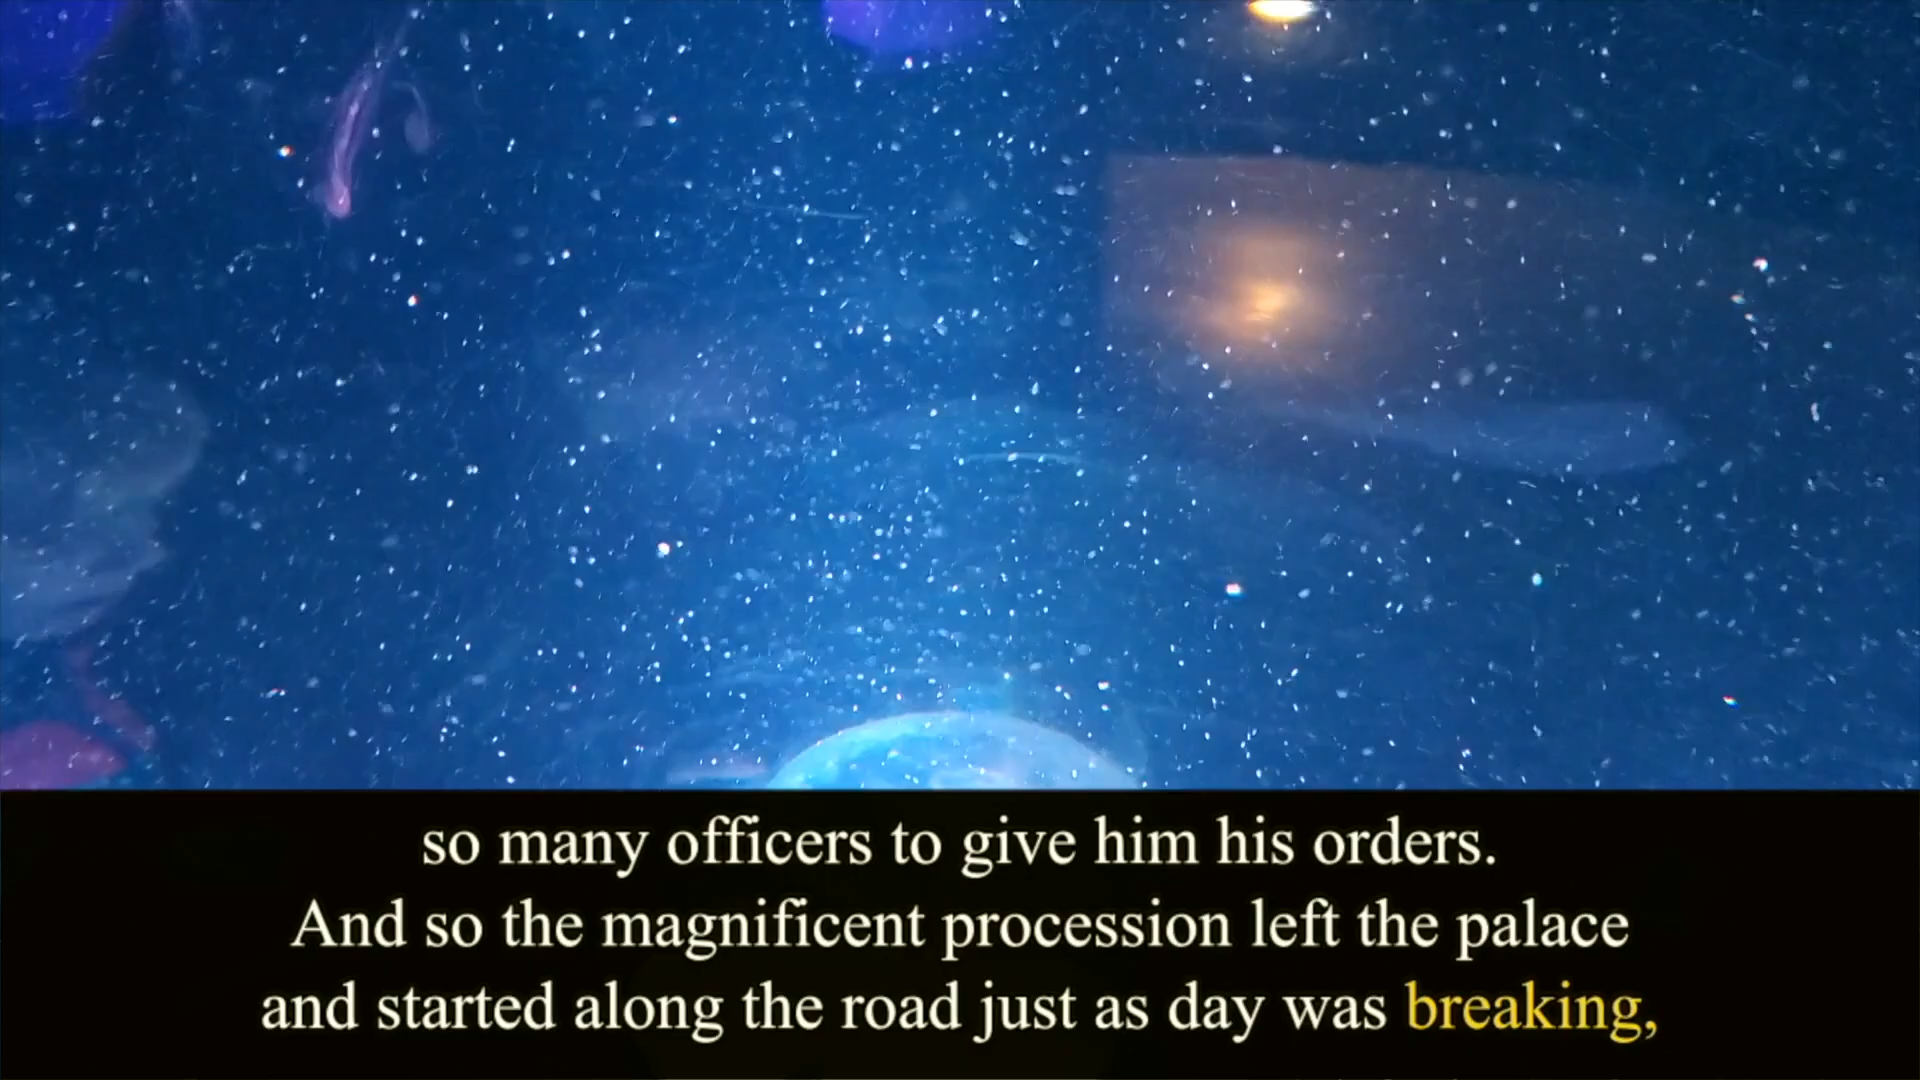 so many officers to give him his orders.
And so the magnificent procession left the palace
and started along the road just as day was breaking,